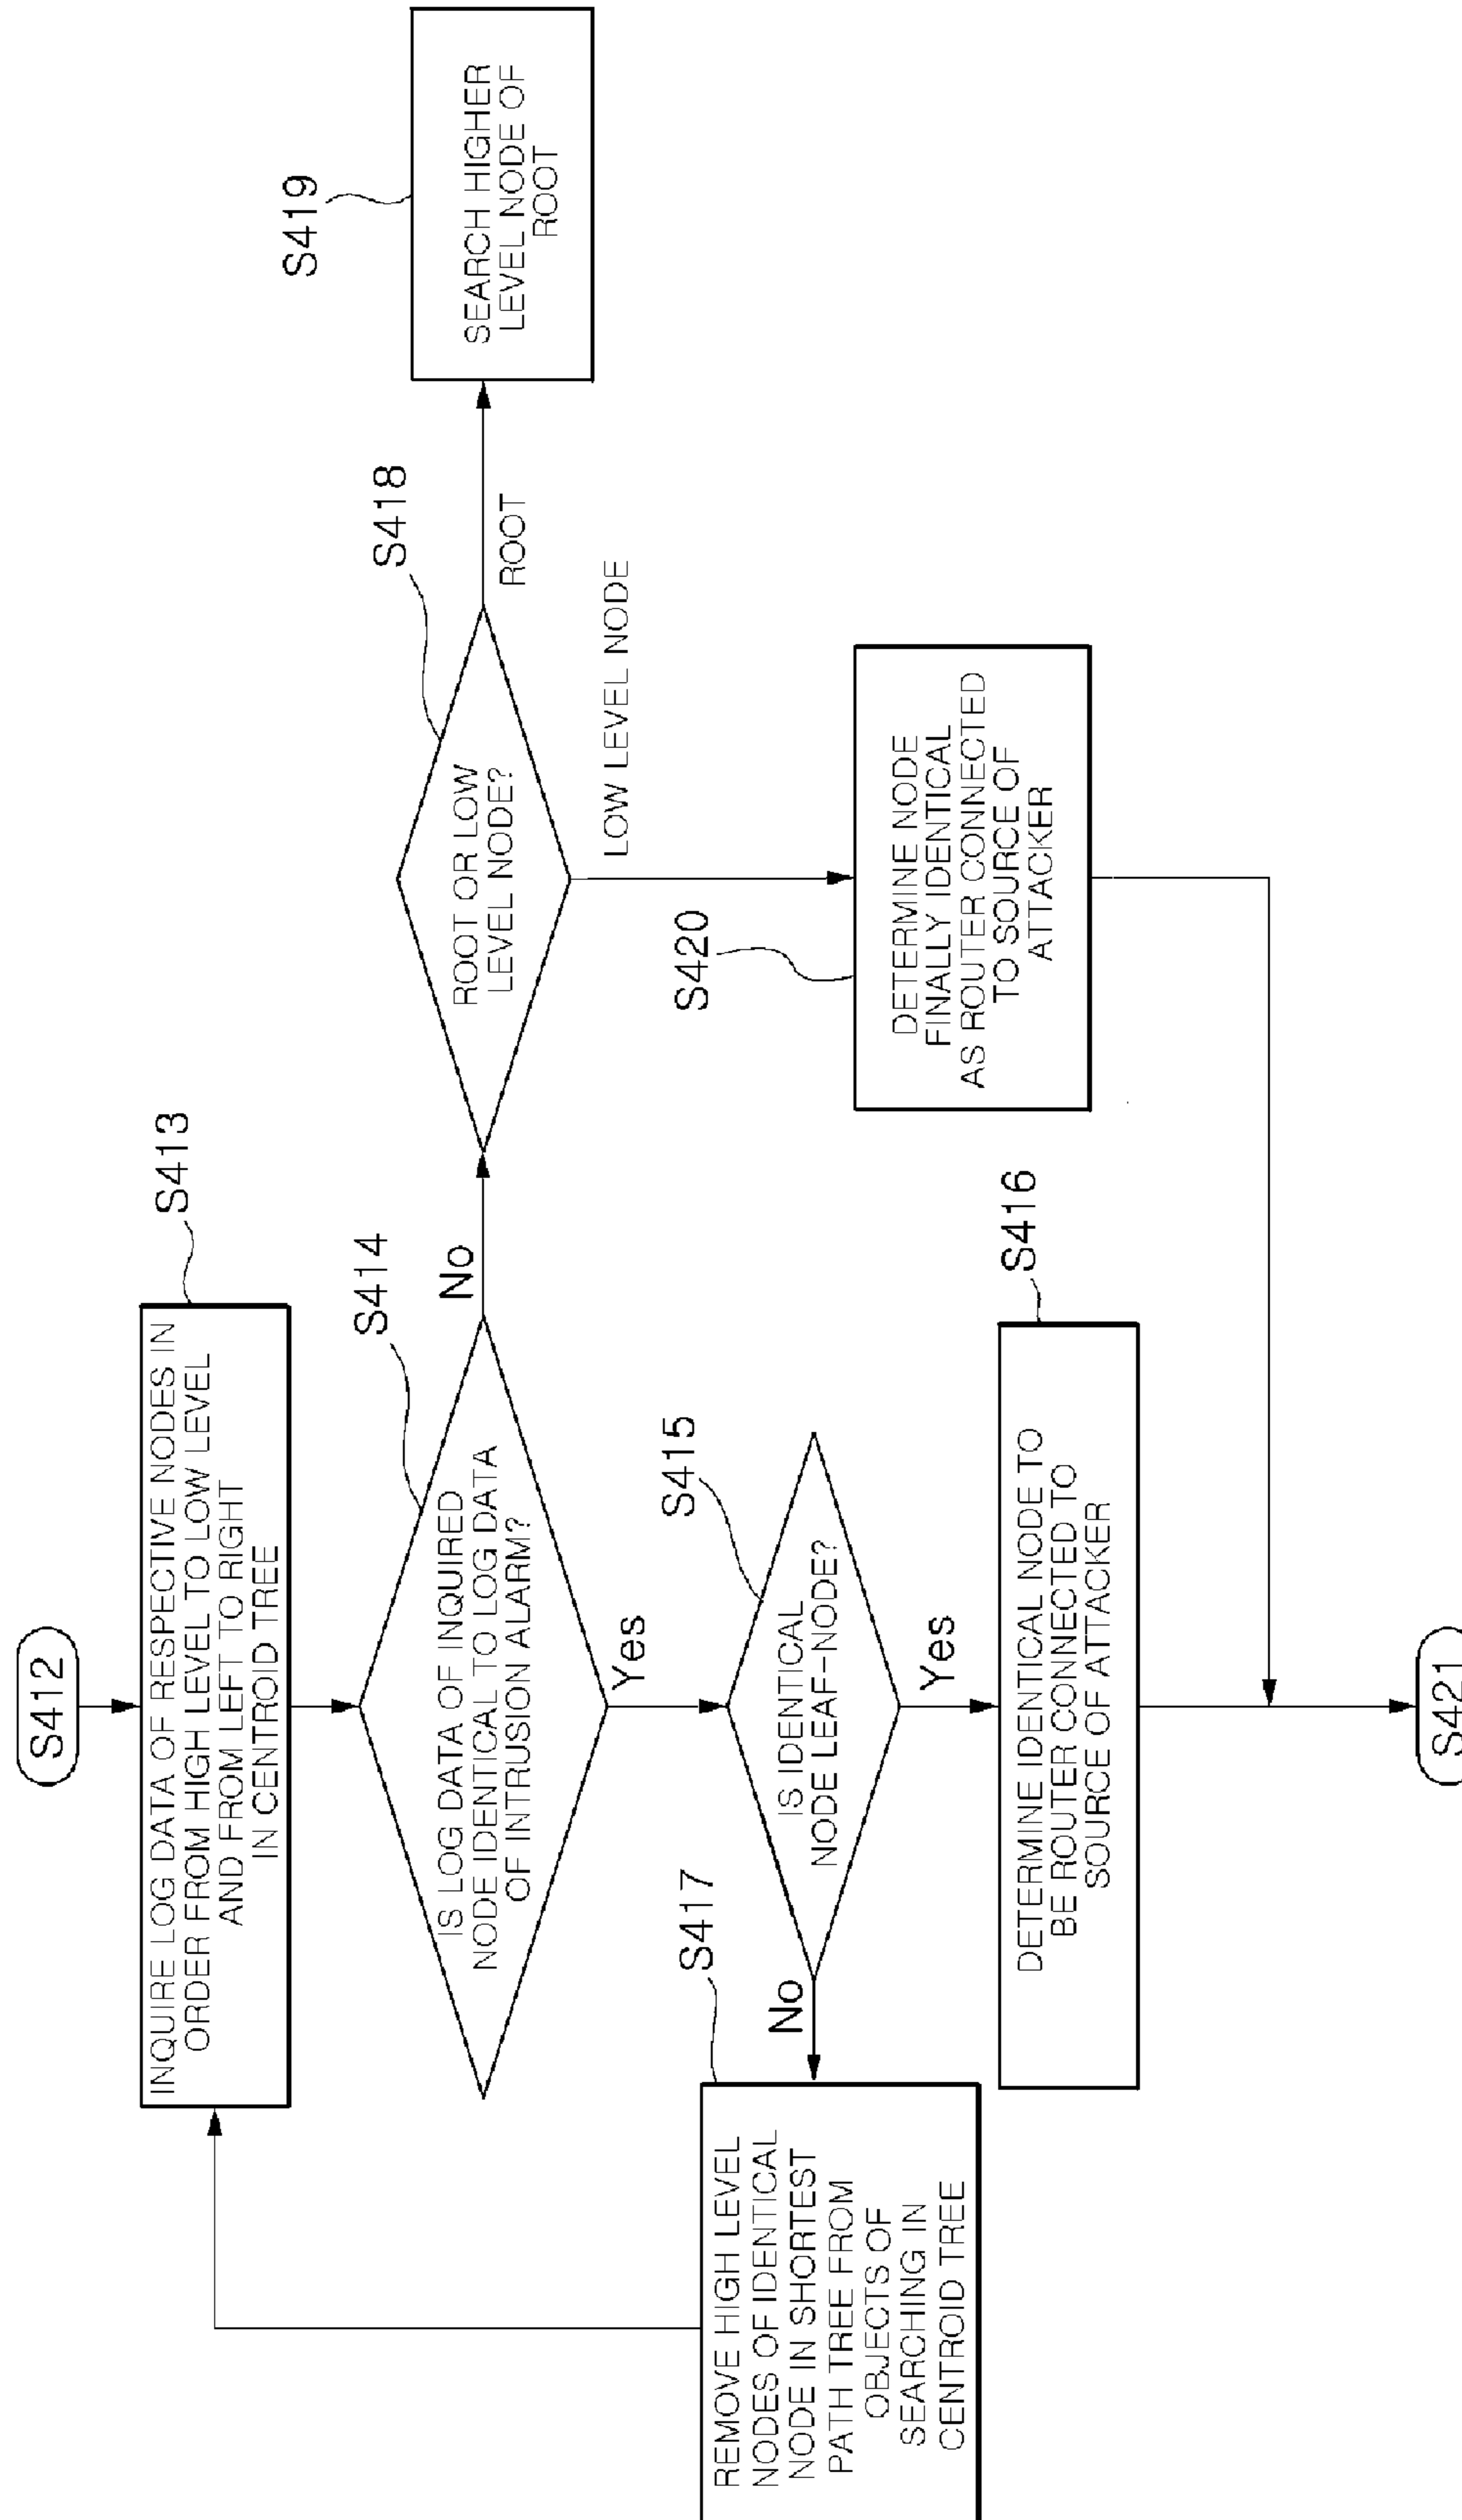 S412
S413
INQUIRE LOG DATA OF RESPECTIVE NODES IN
ORDER FROM HIGH LEVEL TO LOW LEVEL
AND FROM LEFT TO RIGHT
IN CENTROID TREE
S414
IS LOG DATA OF INQUIRED
NODE IDENTICAL TO LOG DATA
OF INTRUSION ALARM?
No
Yes
S418
ROOT OR LOW
LEVEL NODE?
ROOT
LOW LEVEL NODE
S419
SEARCH HIGHER
LEVEL NODE OF
ROOT
S415
IS IDENTICAL
NODE LEAF-NODE?
No
Yes
S417
REMOVE HIGH LEVEL
NODES OF IDENTICAL
NODE IN SHORTEST
PATH TREE FROM
OBJECTS OF
SEARCHING IN
CENTROID TREE
S416
DETERMINE IDENTICAL NODE TO
BE ROUTER CONNECTED TO
SOURCE OF ATTACKER
S420
DETERMINE NODE
FINALLY IDENTICAL
AS ROUTER CONNECTED
TO SOURCE OF
ATTACKER
S421